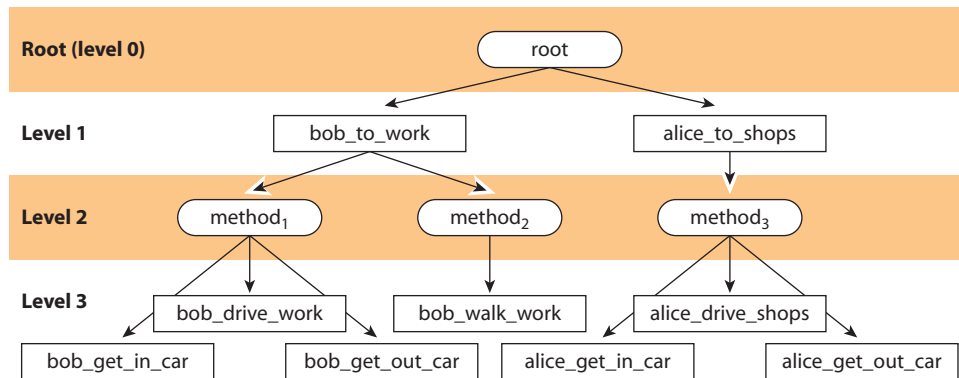 Root (level 0)
root
Level 1
bob_to_work
alice_to_shops
Level 2
method1
method2
method3
Level 3
bob_drive_work
bob_walk_work
alice_drive_shops
bob_get_in_car
bob_get_out_car
alice_get_in_car
alice_get_out_car